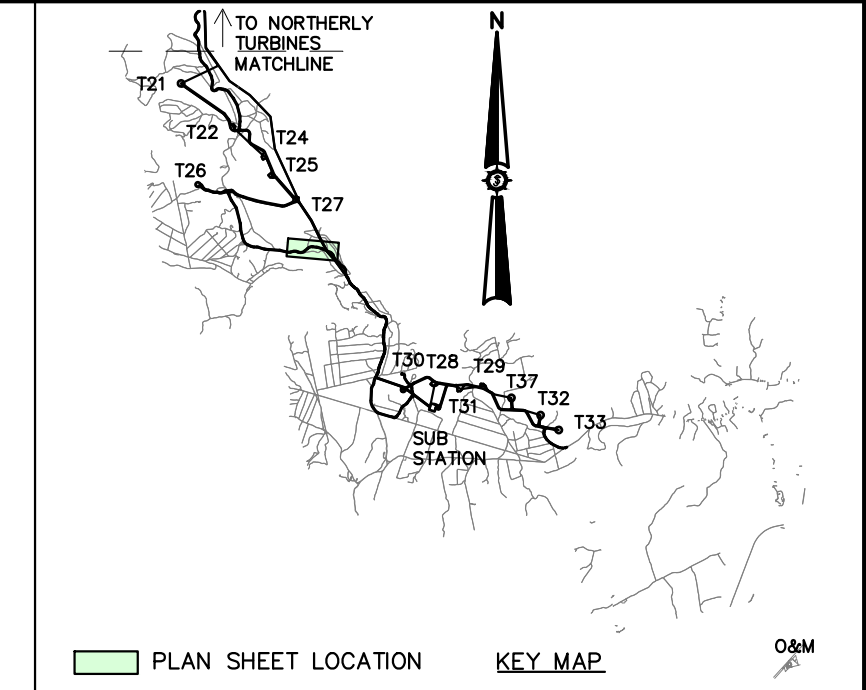 TO NORTHERLY
TURBINES
MATCHLINE
N
T21
T22
T24
T25
T26
T27
T30
T28
T29
T37
T31
T32
T33
SUB
STATION
PLAN SHEET LOCATION
KEY MAP
O&M